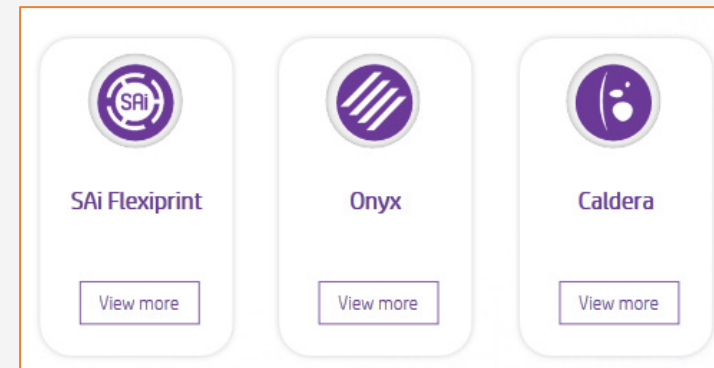 SAi
SAi Flexiprint
Onyx
Caldera
View more
View more
View more